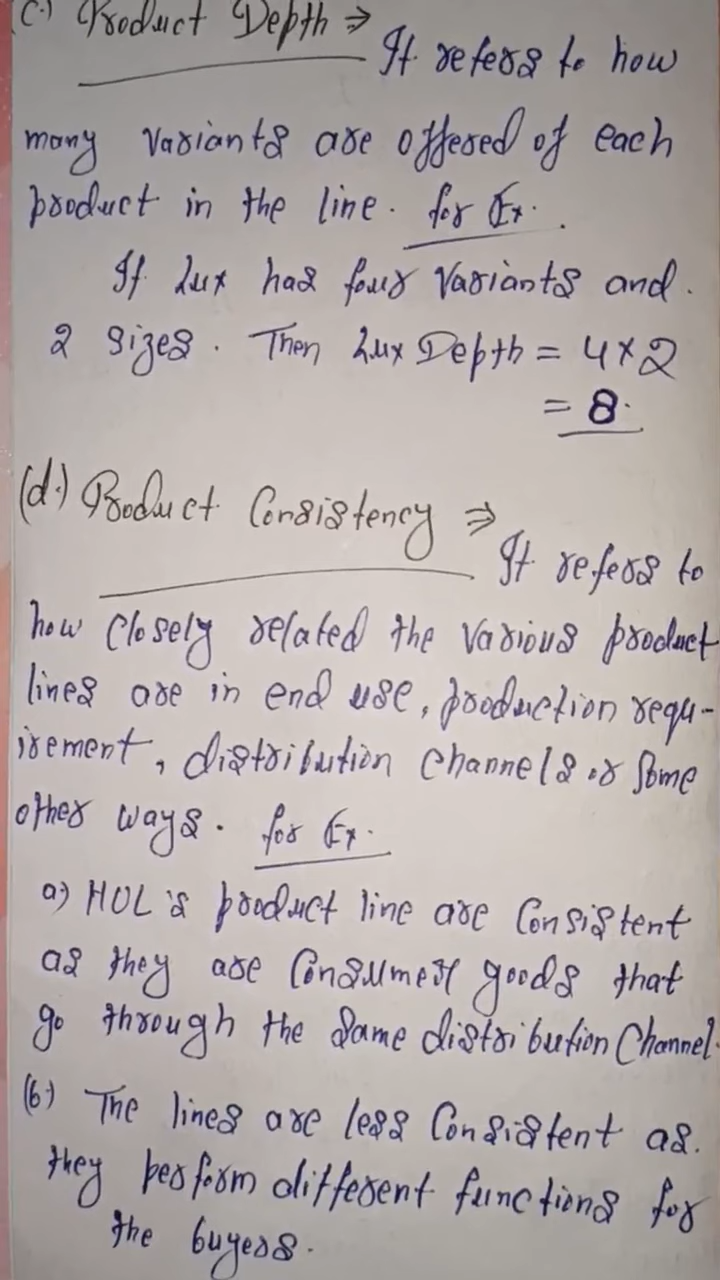 (c.) Product Depth ⇒
It refers to how
many variants are offered of each
product in the line. for Ex.
If Lux has four variants and.
2 sizes. Then Lux Depth = 4 × 2
= 8.
(d.) Product Consistency ⇒
It refers to
how closely related the various product
lines are in end use, production requ-
irement, distribution channels or some
other ways. for Ex.
a) HUL's product line are Consistent
as they are Consumer goods that
go through the same distribution Channel.
(b) The lines are less Consistent as.
they perform different functions for
the buyers.